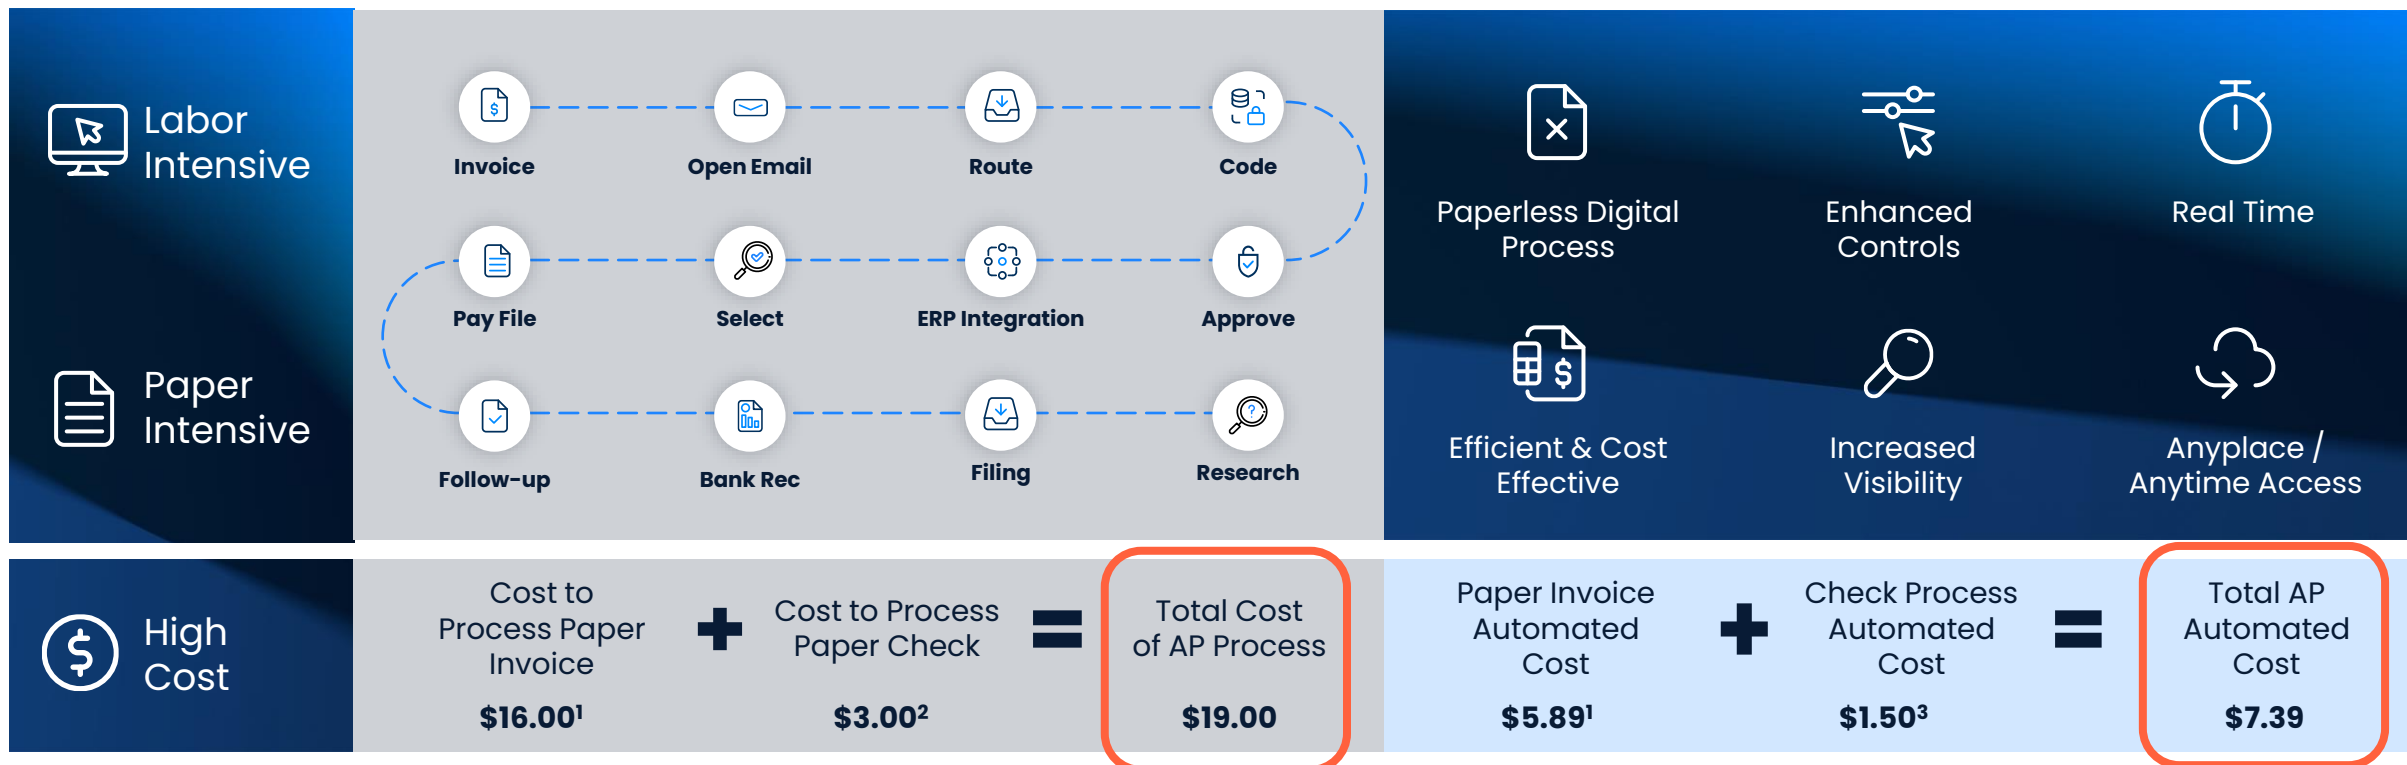 Labor
Intensive
Paper
Intensive
Invoice
Open Email
Route
Code
Pay File
Select
ERP Integration
Approve
Follow-up
Bank Rec
Filing
Research
Paperless Digital
Process
Enhanced
Controls
Real Time
Efficient & Cost
Effective
Increased
Visibility
Anyplace /
Anytime Access
High
Cost
Cost to
Process Paper
Invoice
$16.00¹
+
Cost to Process
Paper Check
$3.00²
=
Total Cost
of AP Process
$19.00
Paper Invoice
Automated
Cost
$5.89¹
+
Check Process
Automated
Cost
$1.50³
=
Total AP
Automated
Cost
$7.39